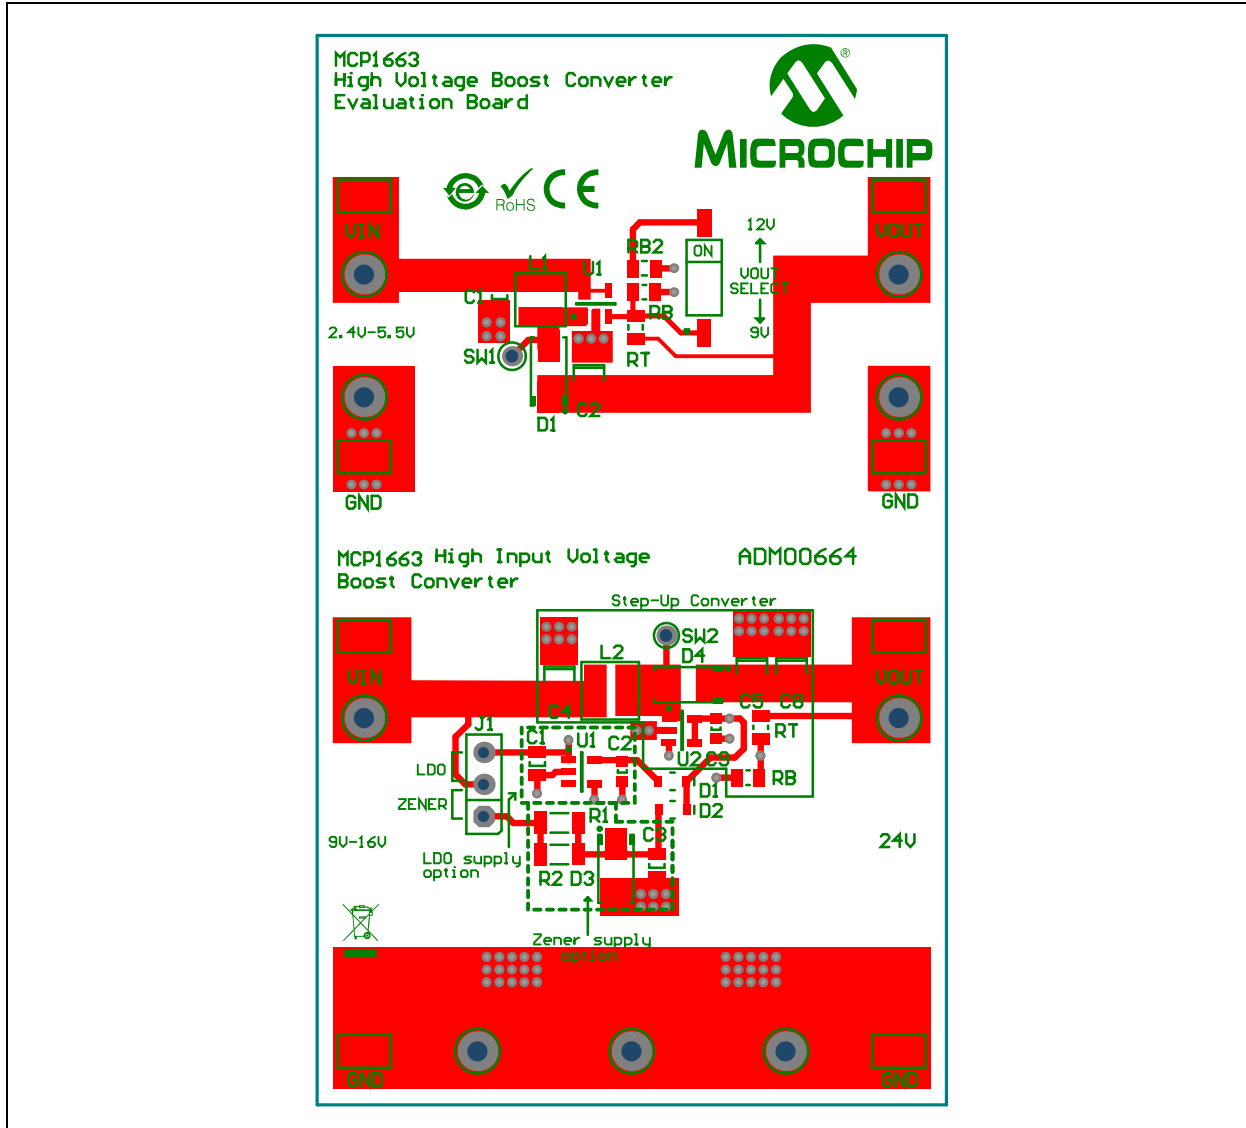 MCP1663
High Voltage Boost Converter
Evaluation Board
®
MICROCHIP
e
RoHS
CE
VIN
VOUT
12V
RB2
ON
L1
U1
VOUT
SELECT
C1
RB
2.4V-5.5V
9V
SW1
RT
C2
D1
GND
GND
MCP1663 High Input Voltage
Boost Converter
ADM00664
Step-Up Converter
SW2
L2
D4
VIN
VOUT
C4
C5
C6
J1
RT
C1
U1
C2
U2
C9
LDO
RB
D1
ZENER
D2
R1
9V-16V
C3
24V
LDO supply
option
R2
D3
Zener supply
option
GND
GND